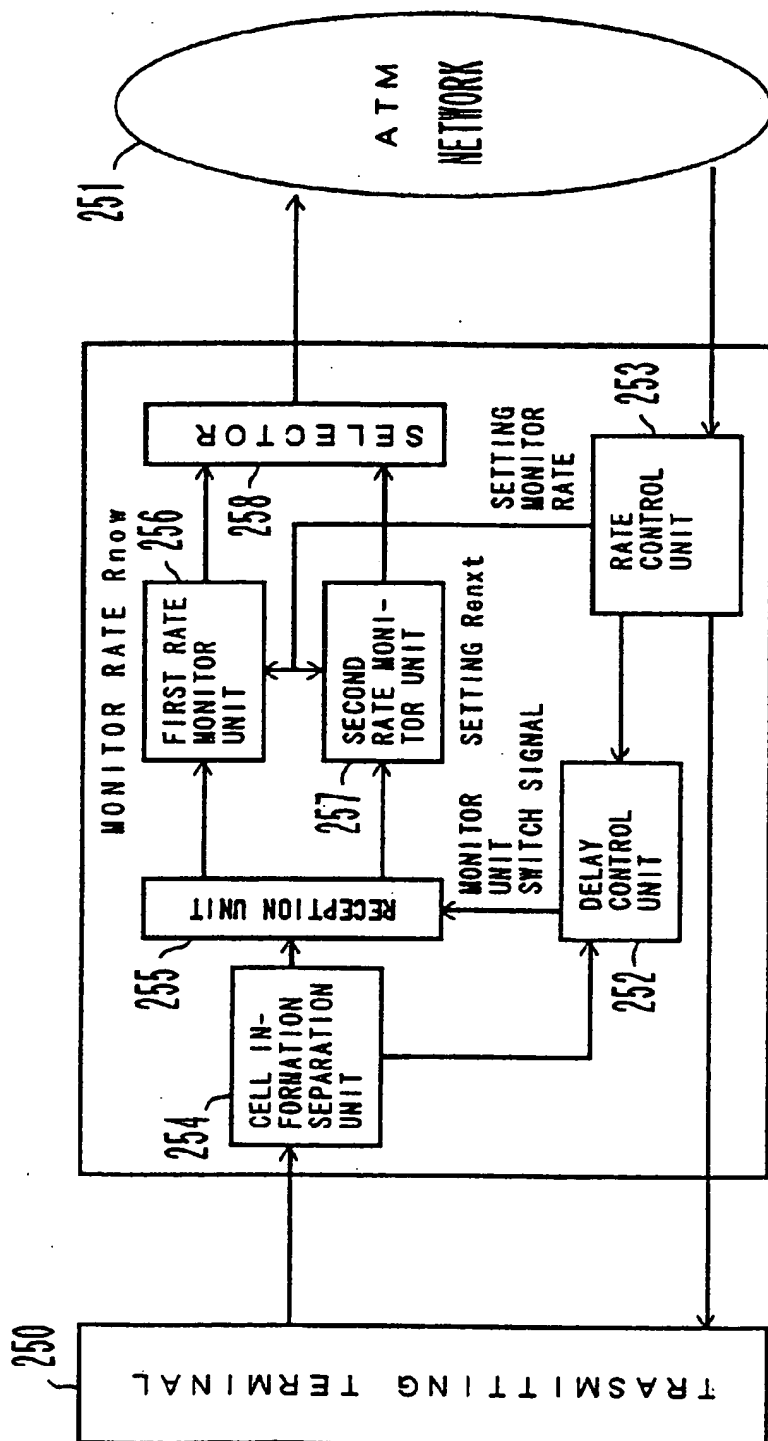 250
TRASMITTING TERMINAL
254
CELL IN-
FORMATION
SEPARATION
UNIT
255
RECEPTION UNIT
MONITOR RATE Rnow
256
FIRST RATE
MONITOR
UNIT
257
SECOND
RATE MONI-
TOR UNIT
SETTING Renxt
MONITOR
UNIT
SWITCH SIGNAL
DELAY
CONTROL
UNIT
252
SELECTOR
258
SETTING
MONITOR
RATE
253
RATE
CONTROL
UNIT
251
ATM
NETWORK